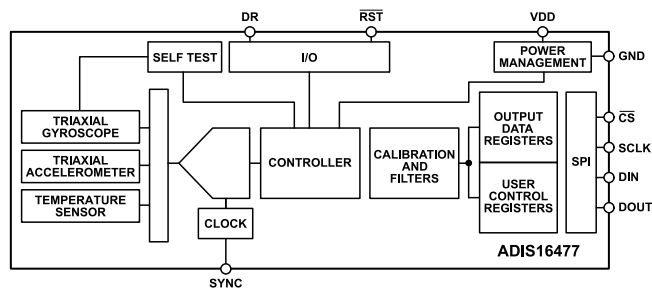 DR
RST
VDD
SELF TEST
I/O
POWER
MANAGEMENT
GND
TRIAXIAL
GYROSCOPE
TRIAXIAL
ACCELEROMETER
TEMPERATURE
SENSOR
CONTROLLER
CALIBRATION
AND
FILTERS
OUTPUT
DATA
REGISTERS
USER
CONTROL
REGISTERS
SPI
CS
SCLK
DIN
DOUT
CLOCK
SYNC
ADIS16477